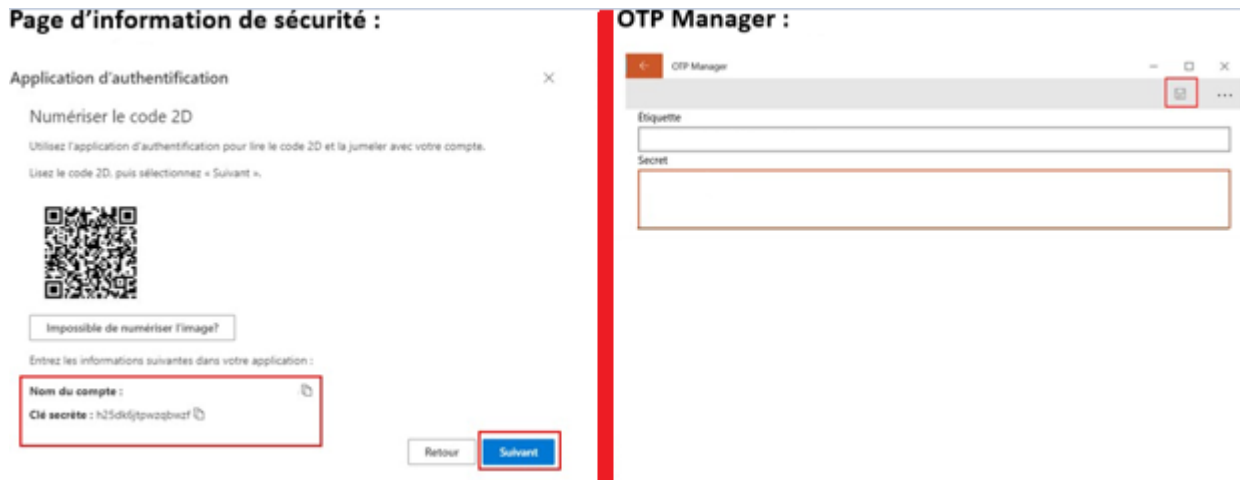 Page d'information de sécurité :
Application d'authentification
Numériser le code 2D
Utilisez l'application d'authentification pour lire le code 2D et la jumeler avec votre compte.
Lisez le code 2D, puis sélectionnez « Suivant ».
Impossible de numériser l'image?
Entrez les informations suivantes dans votre application :
Nom du compte :
Clé secrète : h25dk6jtpwzqbwzf
Retour
Suivant
OTP Manager :
OTP Manager
Étiquette
Secret